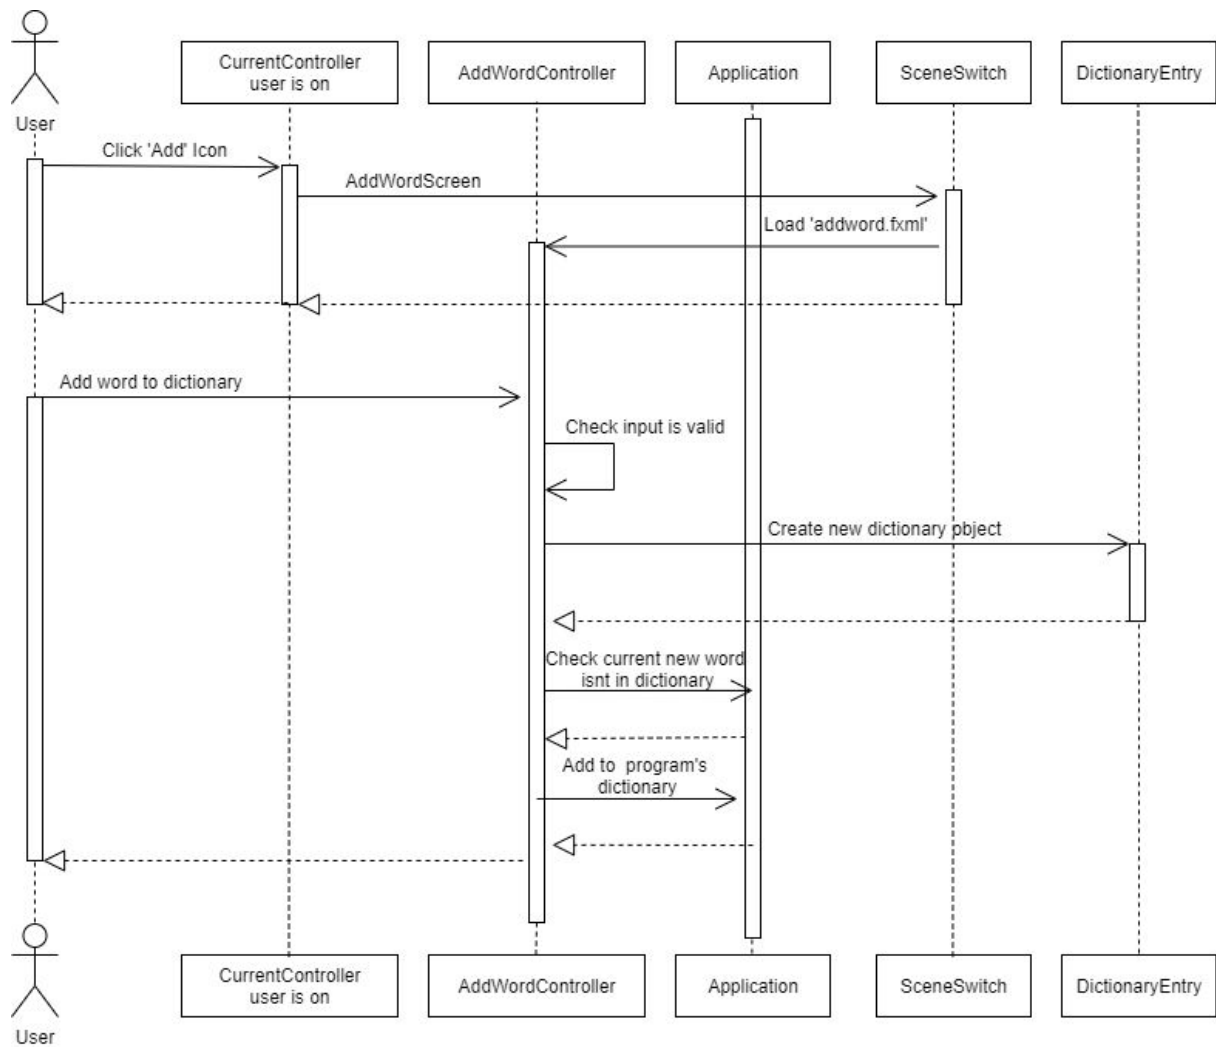 CurrentController
user is on
AddWordController
Application
SceneSwitch
DictionaryEntry
User
Click 'Add' Icon
AddWordScreen
Load 'addword.fxml'
Add word to dictionary
Check input is valid
Create new dictionary object
Check current new word
isnt in dictionary
Add to  program's
dictionary
CurrentController
user is on
AddWordController
Application
SceneSwitch
DictionaryEntry
User